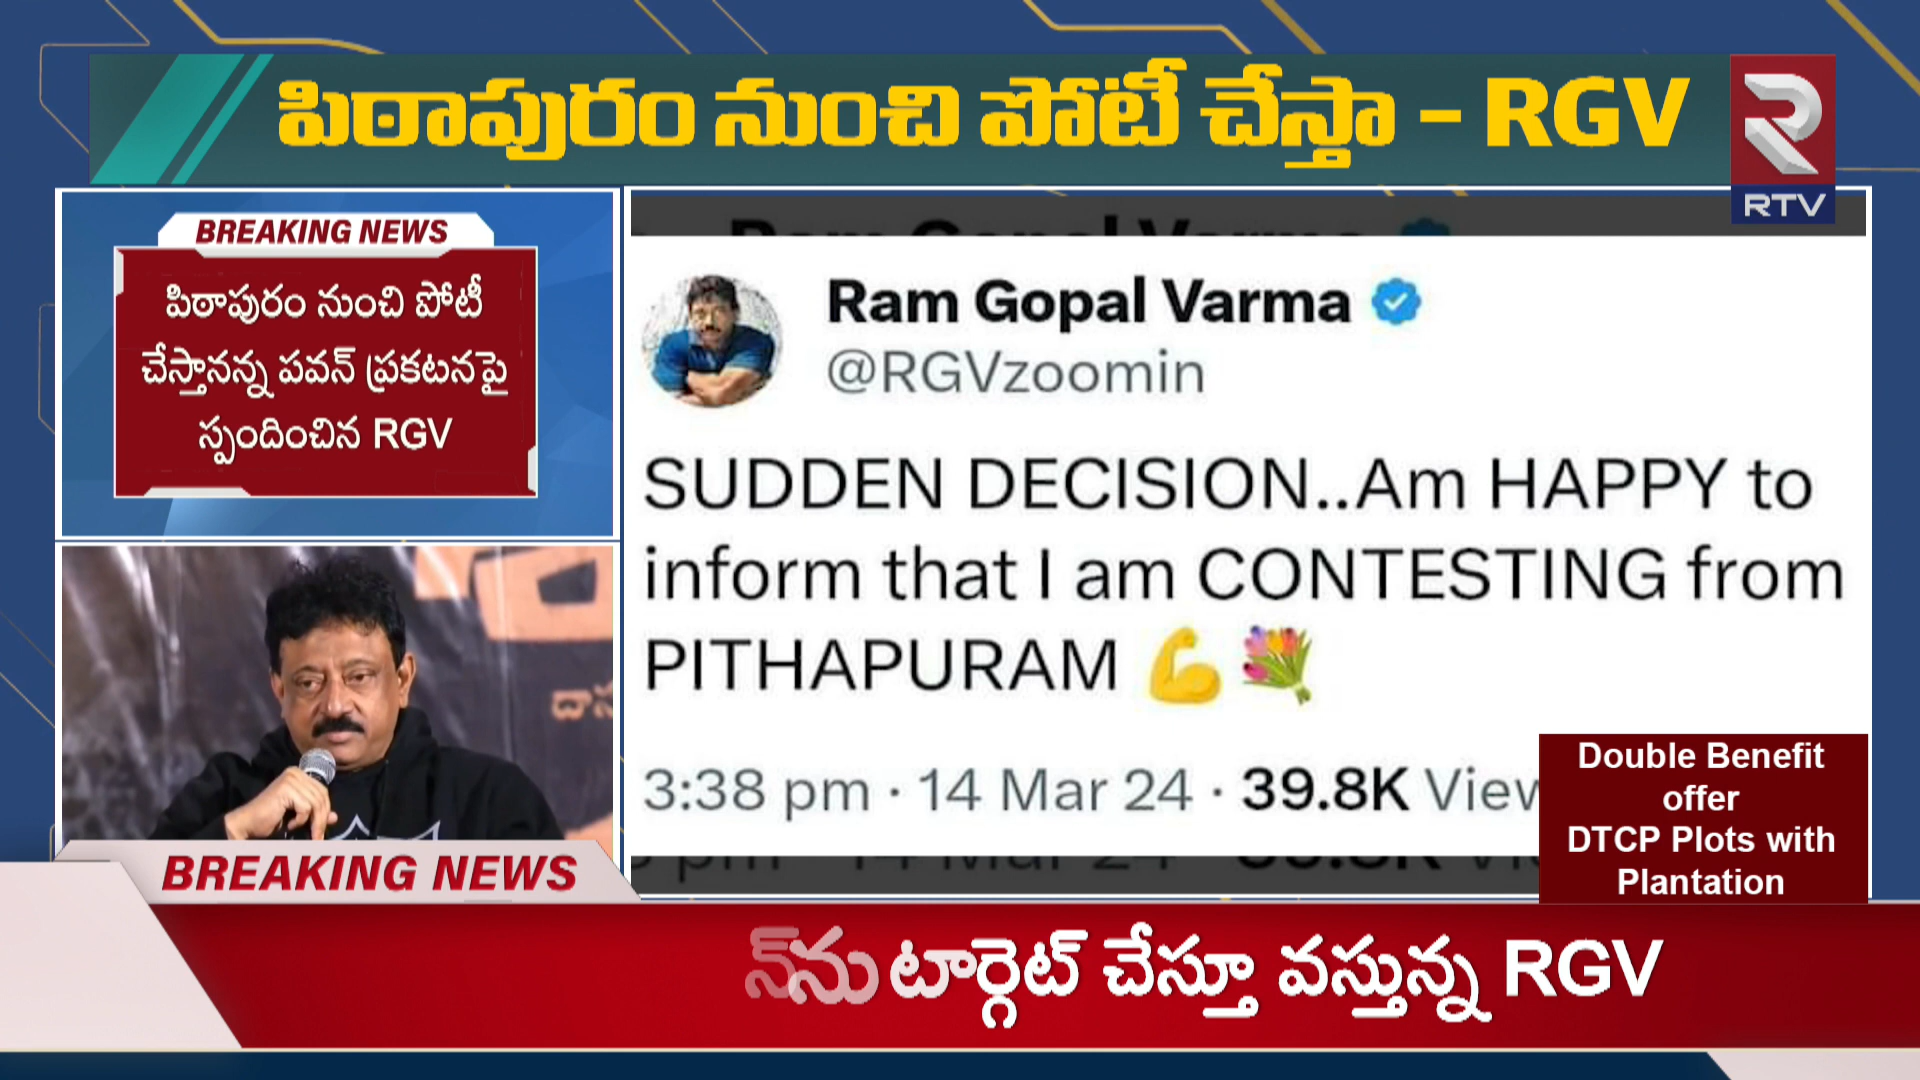 పిఠాపురం నుంచి పోటీ చేస్తా - RGV
RTV
BREAKING NEWS
పిఠాపురం నుంచి పోటీ
చేస్తానన్న పవన్ ప్రకటనపై
స్పందించిన RGV
Ram Gopal Varma
@RGVzoomin
SUDDEN DECISION..Am HAPPY to
inform that I am CONTESTING from
PITHAPURAM 💪💐
3:38 pm · 14 Mar 24 · 39.8K View
Double Benefit
offer
DTCP Plots with
Plantation
BREAKING NEWS
న్‌ను టార్గెట్ చేస్తూ వస్తున్న RGV